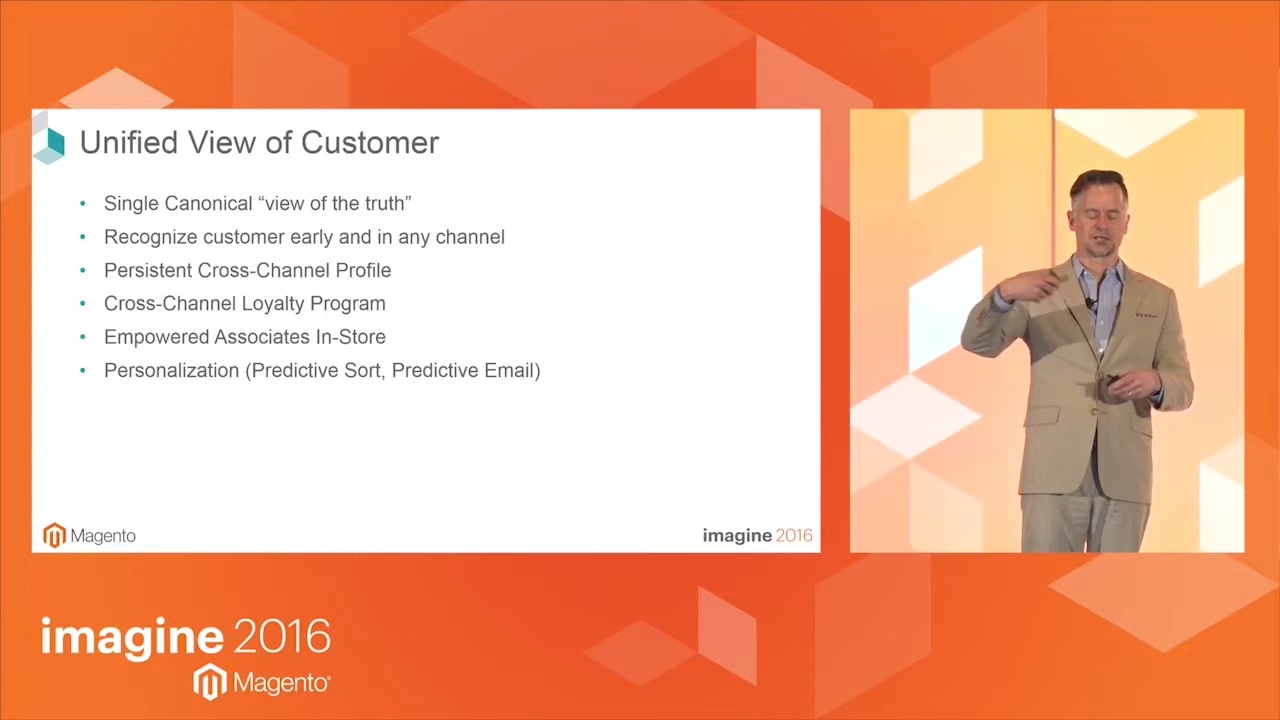 Unified View of Customer
• Single Canonical “view of the truth”
• Recognize customer early and in any channel
• Persistent Cross-Channel Profile
• Cross-Channel Loyalty Program
• Empowered Associates In-Store
• Personalization (Predictive Sort, Predictive Email)
Magento
imagine 2016
imagine 2016
Magento®